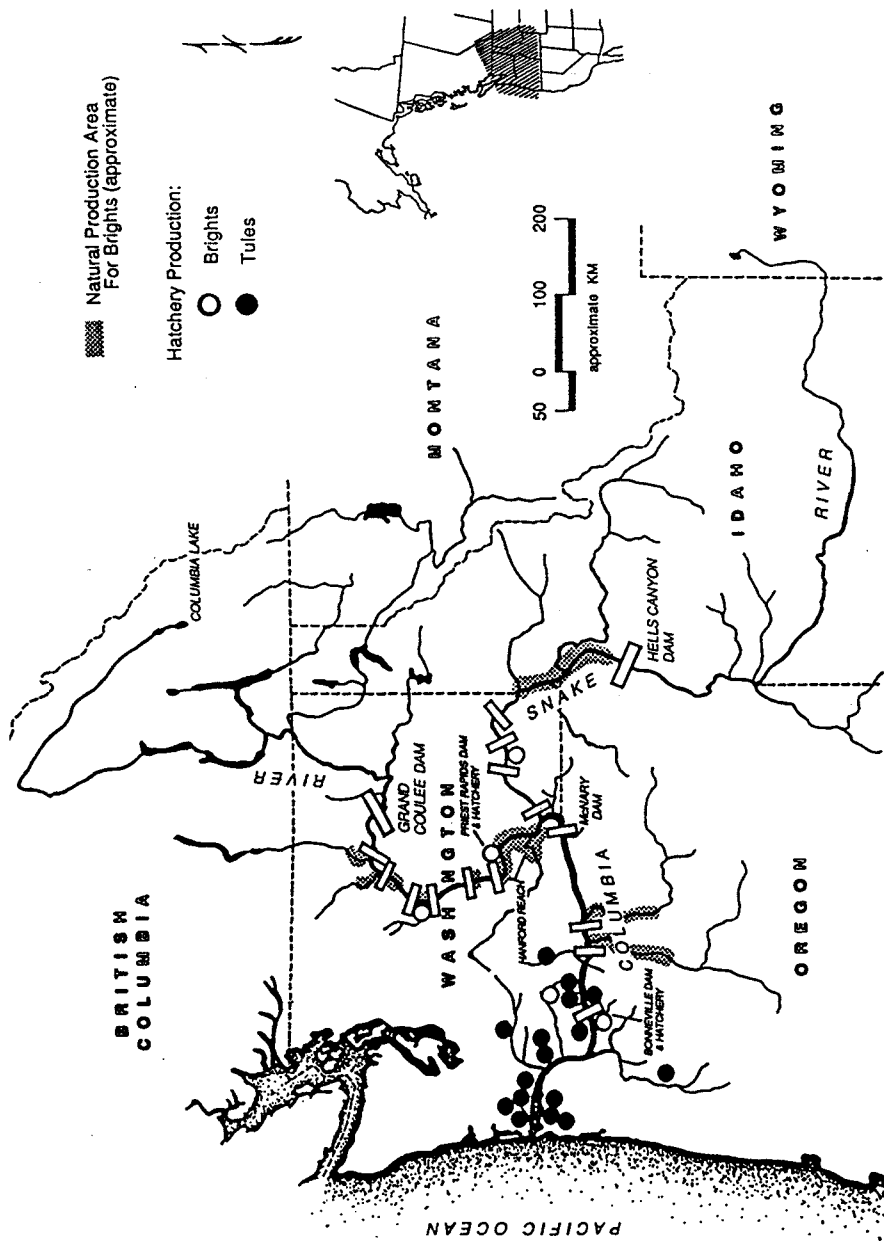 Natural Production Area
For Brights (approximate)
Hatchery Production:
Brights
Tules
BRITISH
COLUMBIA
COLUMBIA LAKE
RIVER
MONTANA
WASHINGTON
GRAND
COULEE DAM
PRIEST RAPIDS DAM
& HATCHERY
HANFORD REACH
McNARY
DAM
SNAKE
HELLS CANYON
DAM
COLUMBIA
BONNEVILLE DAM
& HATCHERY
OREGON
IDAHO
RIVER
WYOMING
PACIFIC OCEAN
50 0 100 200
approximate KM